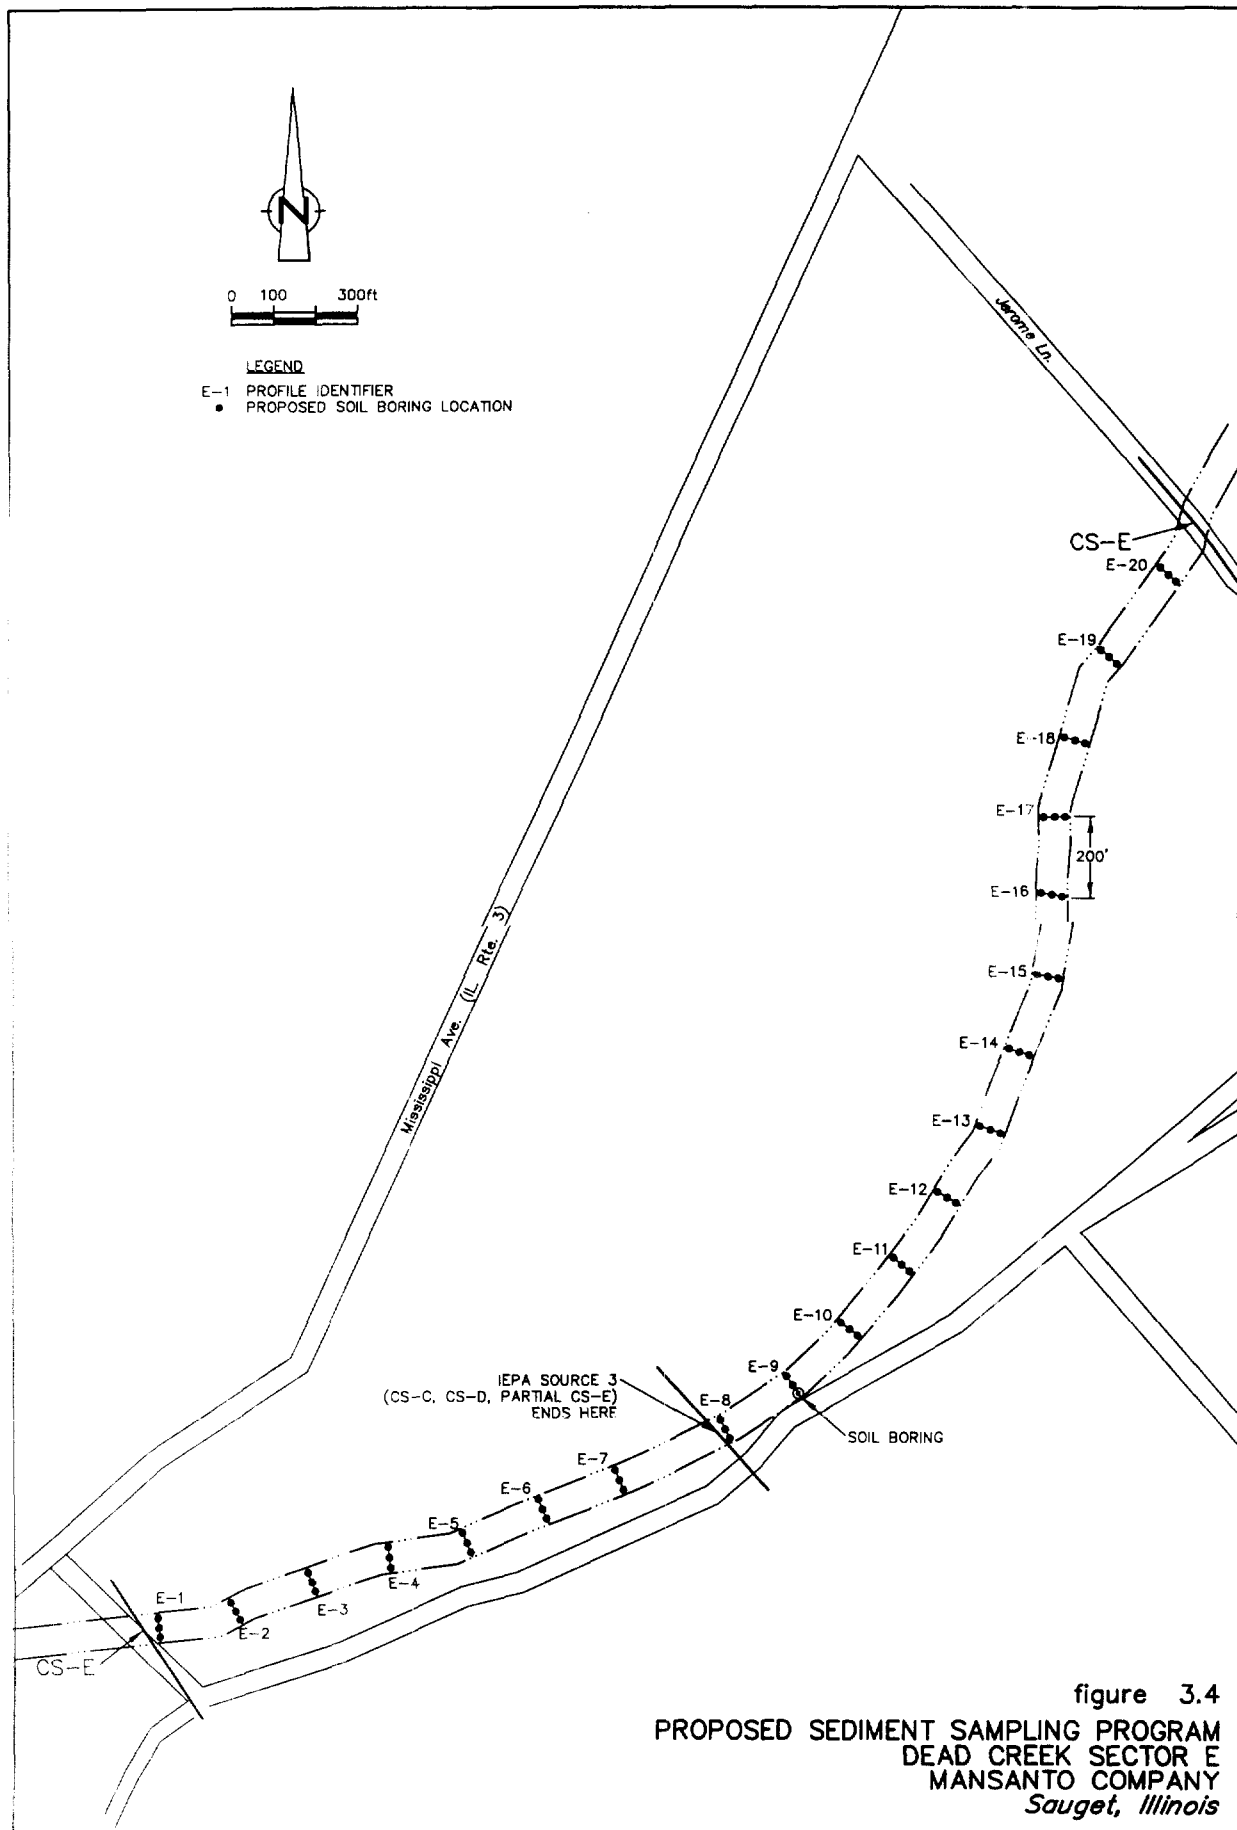 N
0 100 300ft
LEGEND
E-1 PROFILE IDENTIFIER
● PROPOSED SOIL BORING LOCATION
Jerome Ln.
CS-E
E-20
E-19
E-18
E-17
200'
E-16
E-15
Mississippi Ave. (IL. Rte. 3)
E-14
E-13
E-12
E-11
E-10
E-9
IEPA SOURCE 3
(CS-C, CS-D, PARTIAL CS-E)
ENDS HERE
E-8
SOIL BORING
E-7
E-6
E-5
E-4
E-3
E-1
E-2
CS-E
figure 3.4
PROPOSED SEDIMENT SAMPLING PROGRAM
DEAD CREEK SECTOR E
MANSANTO COMPANY
Sauget, Illinois